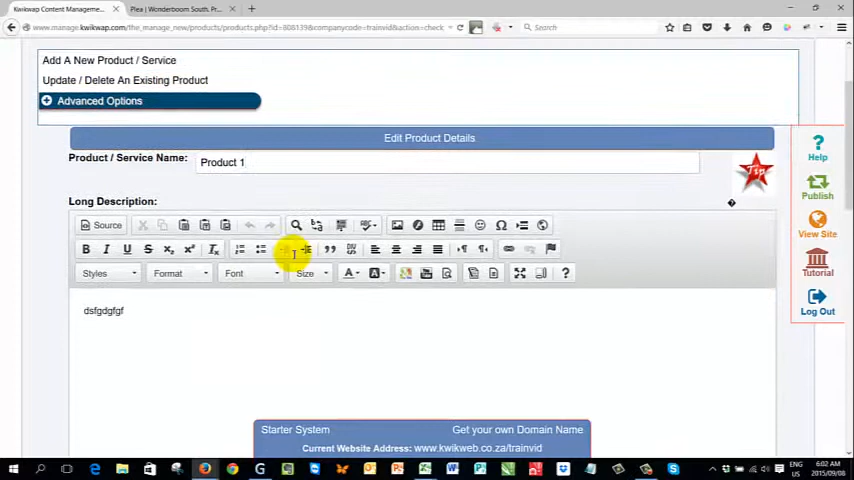 Kwikwap Content Manageme...
Plea | Wonderboom South, Pr...
www.manage.kwikwap.com/the_manage_new/products/products.php?id=808139&companycode=trainvid&action=check
Search
Add A New Product / Service
Update / Delete An Existing Product
Advanced Options
Edit Product Details
Product / Service Name:
Product 1
Tip
Long Description:
Source
Styles
Format
Font
Size
dsfgdgfgf
Help
Publish
View Site
Tutorial
Log Out
Starter System
Get your own Domain Name
Current Website Address: www.kwikweb.co.za/trainvid
ENG
US
6:02 AM
2015/09/08